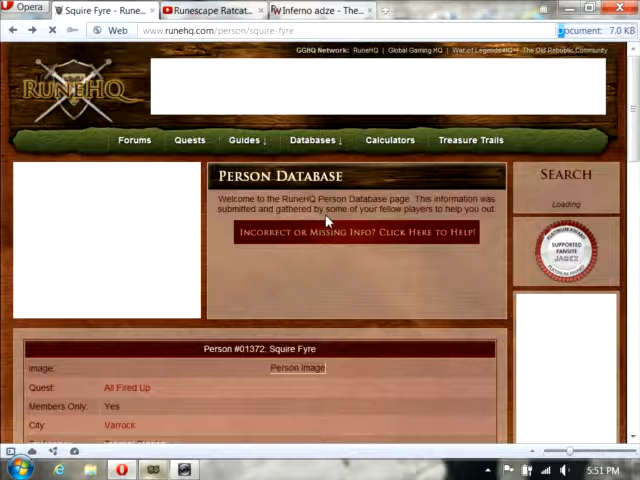 Opera
Squire Fyre - Rune...
Runescape Ratcat...
Inferno adze - The...
Web
www.runehq.com/person/squire-fyre
Document: 7.0 KB
GGHQ Network: RuneHQ | Global Gaming HQ | War of Legends HQ | The Old Republic Community
RUNEHQ
Forums
Quests
Guides ↓
Databases ↓
Calculators
Treasure Trails
PERSON DATABASE
Welcome to the RuneHQ Person Database page. This information was
submitted and gathered by some of your fellow players to help you out.
INCORRECT OR MISSING INFO? CLICK HERE TO HELP!
SEARCH
Loading
SUPPORTED
FANSITE
JAGEX
Person #01372: Squire Fyre
Image:
Person Image
Quest:
All Fired Up
Members Only:
Yes
City:
Varrock
5:51 PM